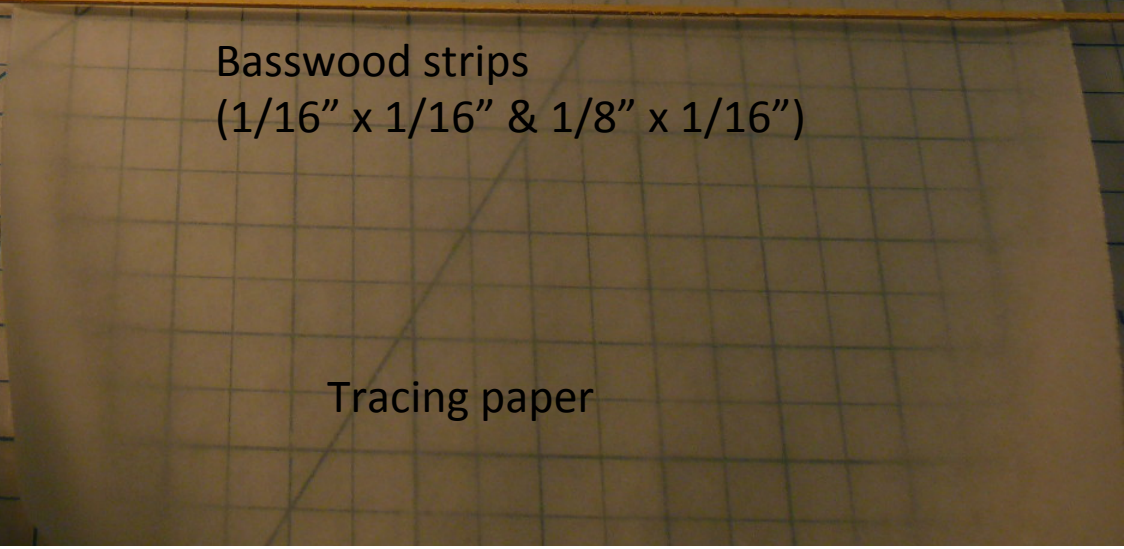 Basswood strips
(1/16” x 1/16” & 1/8” x 1/16”)
Tracing paper